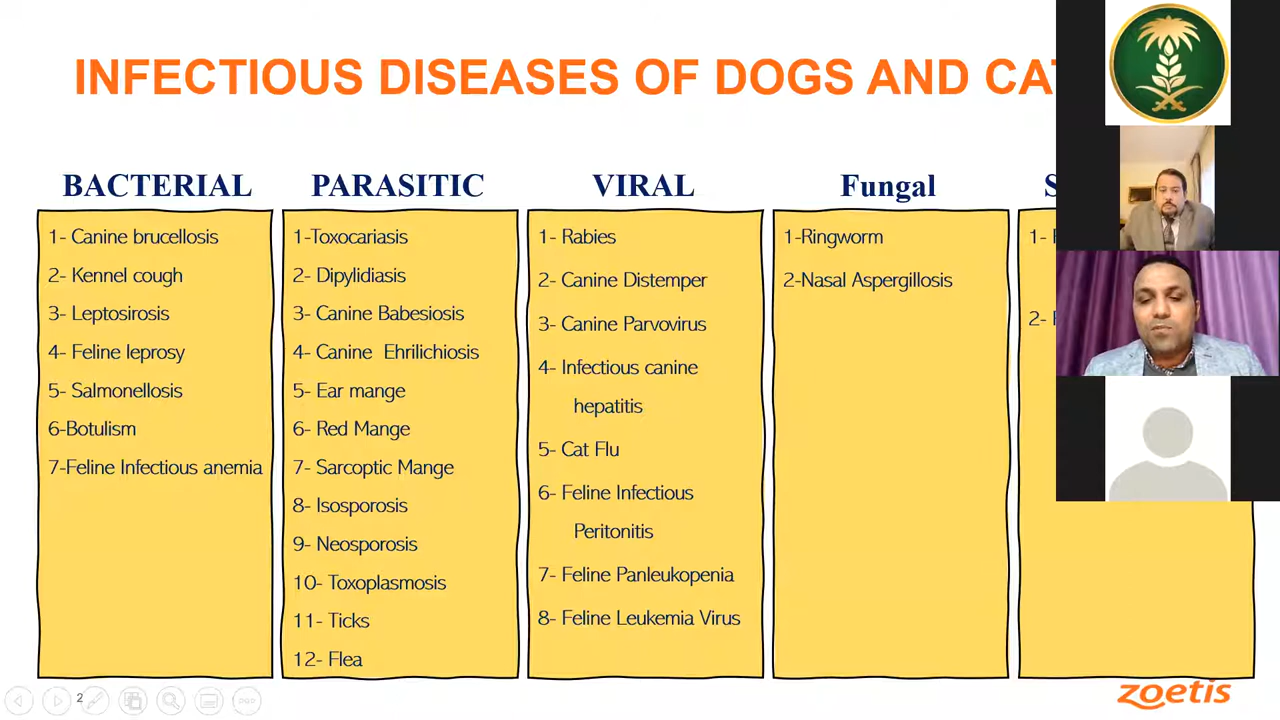 INFECTIOUS DISEASES OF DOGS AND
BACTERIAL
1- Canine brucellosis
2- Kennel cough
3- Leptosirosis
4- Feline leprosy
5- Salmonellosis
6-Botulism
7-Feline Infectious anemia
PARASITIC
1-Toxocariasis
2- Dipylidiasis
3- Canine Babesiosis
4- Canine Ehrilichiosis
5- Ear mange
6- Red Mange
7- Sarcoptic Mange
8- Isosporosis
9- Neosporosis
10- Toxoplasmosis
11- Ticks
12- Flea
VIRAL
1- Rabies
2- Canine Distemper
3- Canine Parvovirus
4- Infectious canine
hepatitis
5- Cat Flu
6- Feline Infectious
Peritonitis
7- Feline Panleukopenia
8- Feline Leukemia Virus
Fungal
1-Ringworm
2-Nasal Aspergillosis
1-
2-
2
zoetis